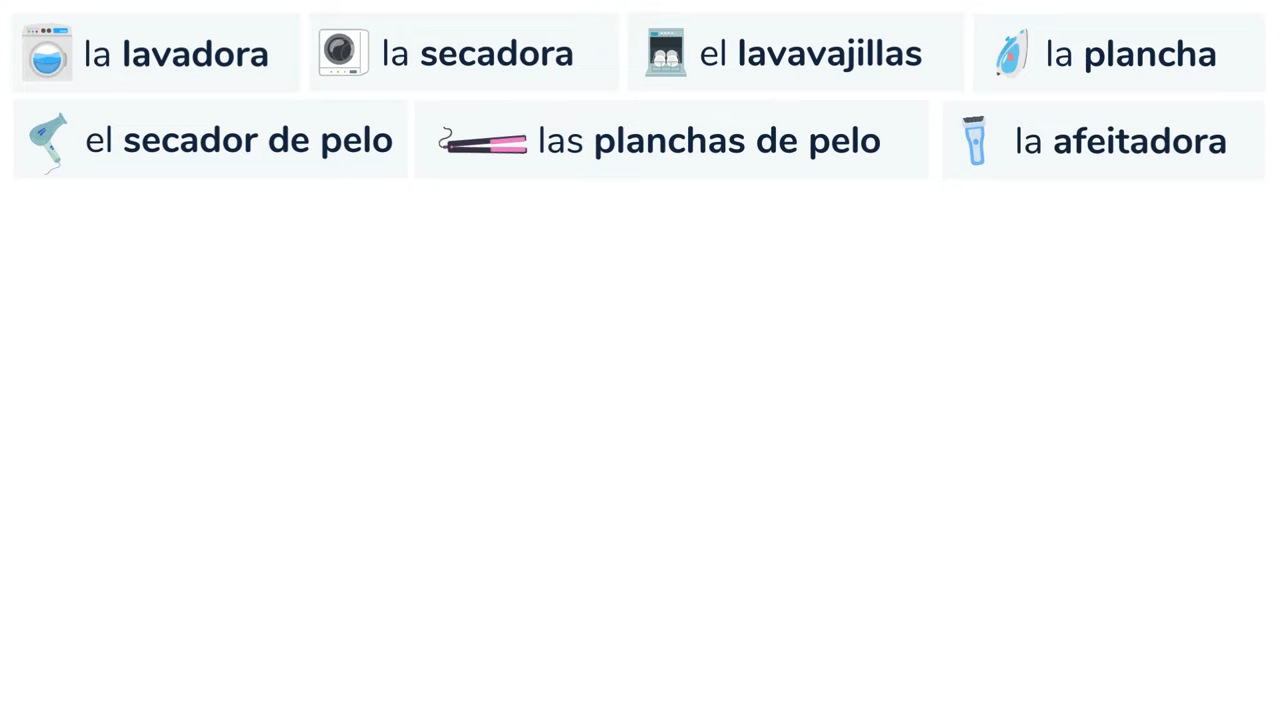 la lavadora
la secadora
el lavavajillas
la plancha
el secador de pelo
las planchas de pelo
la afeitadora